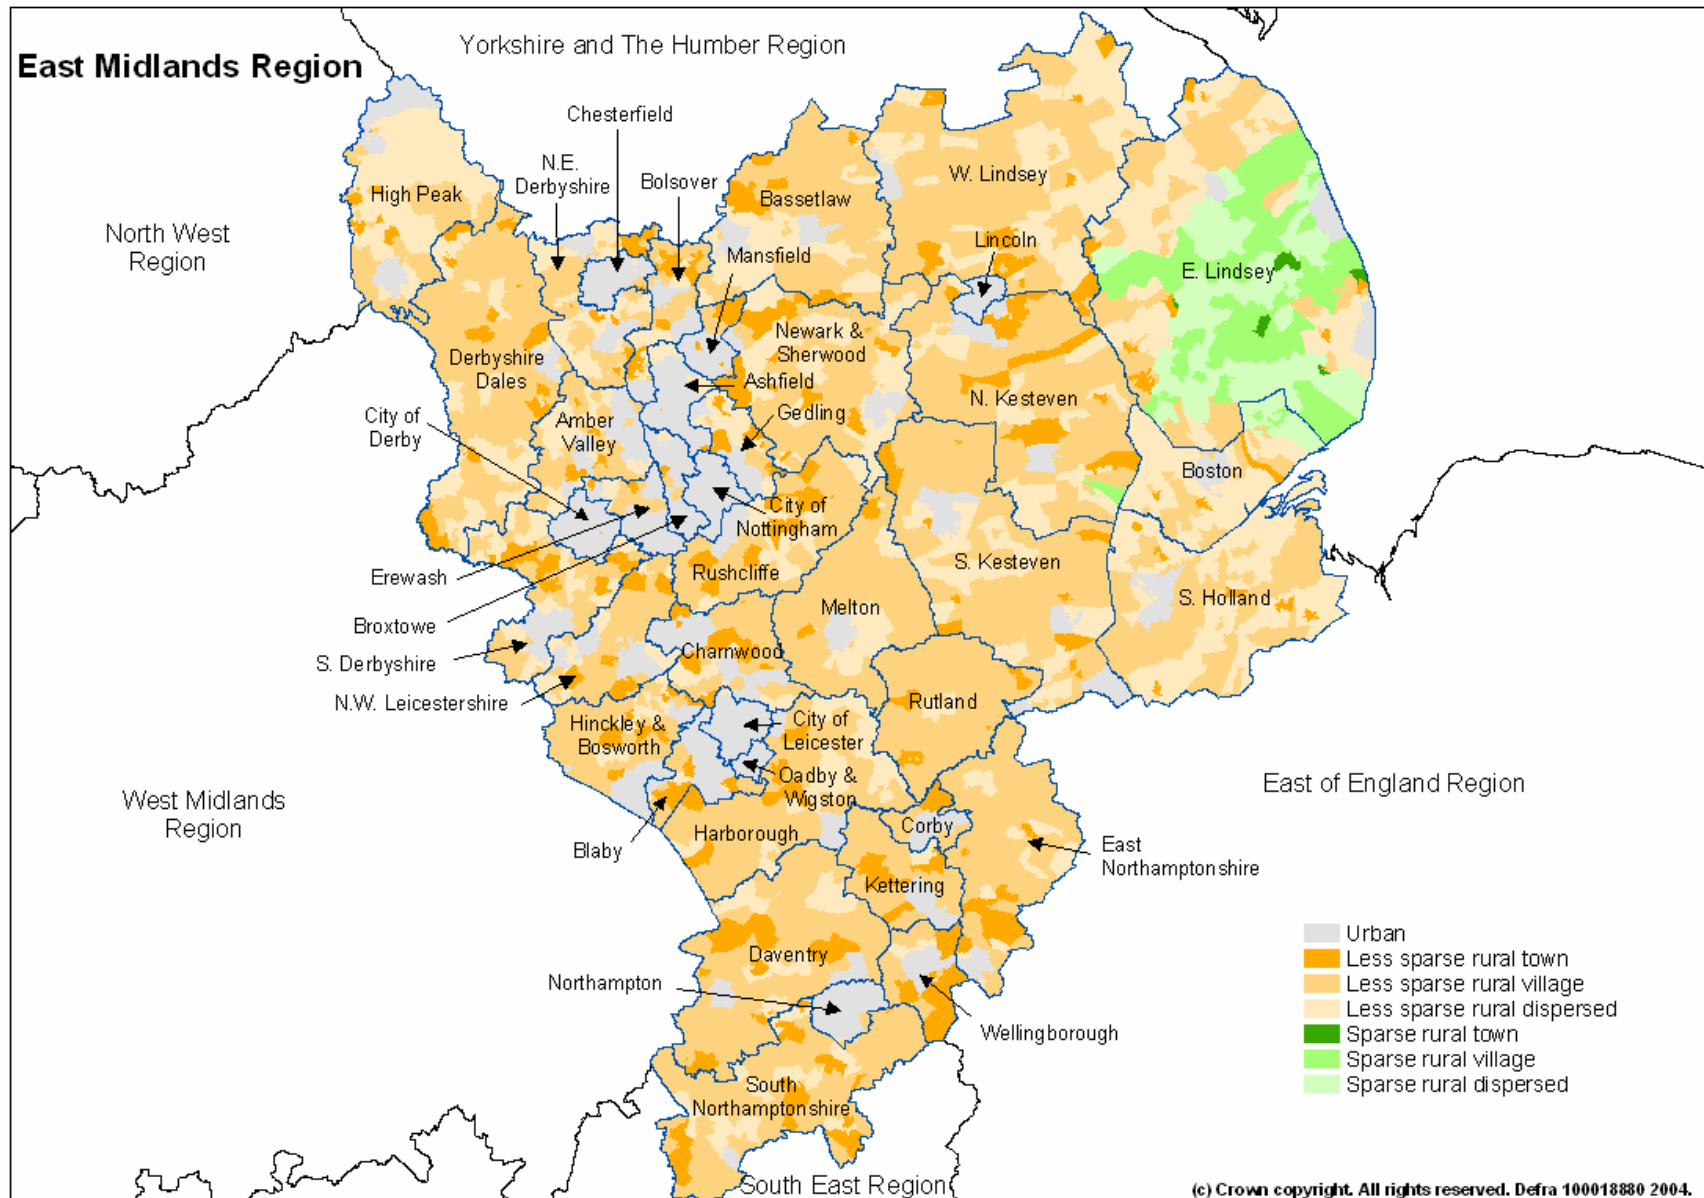 East Midlands Region
Yorkshire and The Humber Region
Chesterfield
N.E.
Derbyshire
Bolsover
High Peak
Bassetlaw
W. Lindsey
North West
Region
Mansfield
Lincoln
E. Lindsey
Newark &
Sherwood
Derbyshire
Dales
Ashfield
N. Kesteven
City of
Derby
Amber
Valley
Gedling
Boston
City of
Nottingham
Erewash
Rushcliffe
S. Kesteven
S. Holland
Broxtowe
Melton
S. Derbyshire
Charnwood
N.W. Leicestershire
Rutland
Hinckley &
Bosworth
City of
Leicester
Oadby &
Wigston
East of England Region
West Midlands
Region
Blaby
Harborough
Corby
East
Northamptonshire
Kettering
Daventry
Northampton
Wellingborough
South
Northamptonshire
South East Region
Urban
Less sparse rural town
Less sparse rural village
Less sparse rural dispersed
Sparse rural town
Sparse rural village
Sparse rural dispersed
(c) Crown copyright. All rights reserved. Defra 100018880 2004.